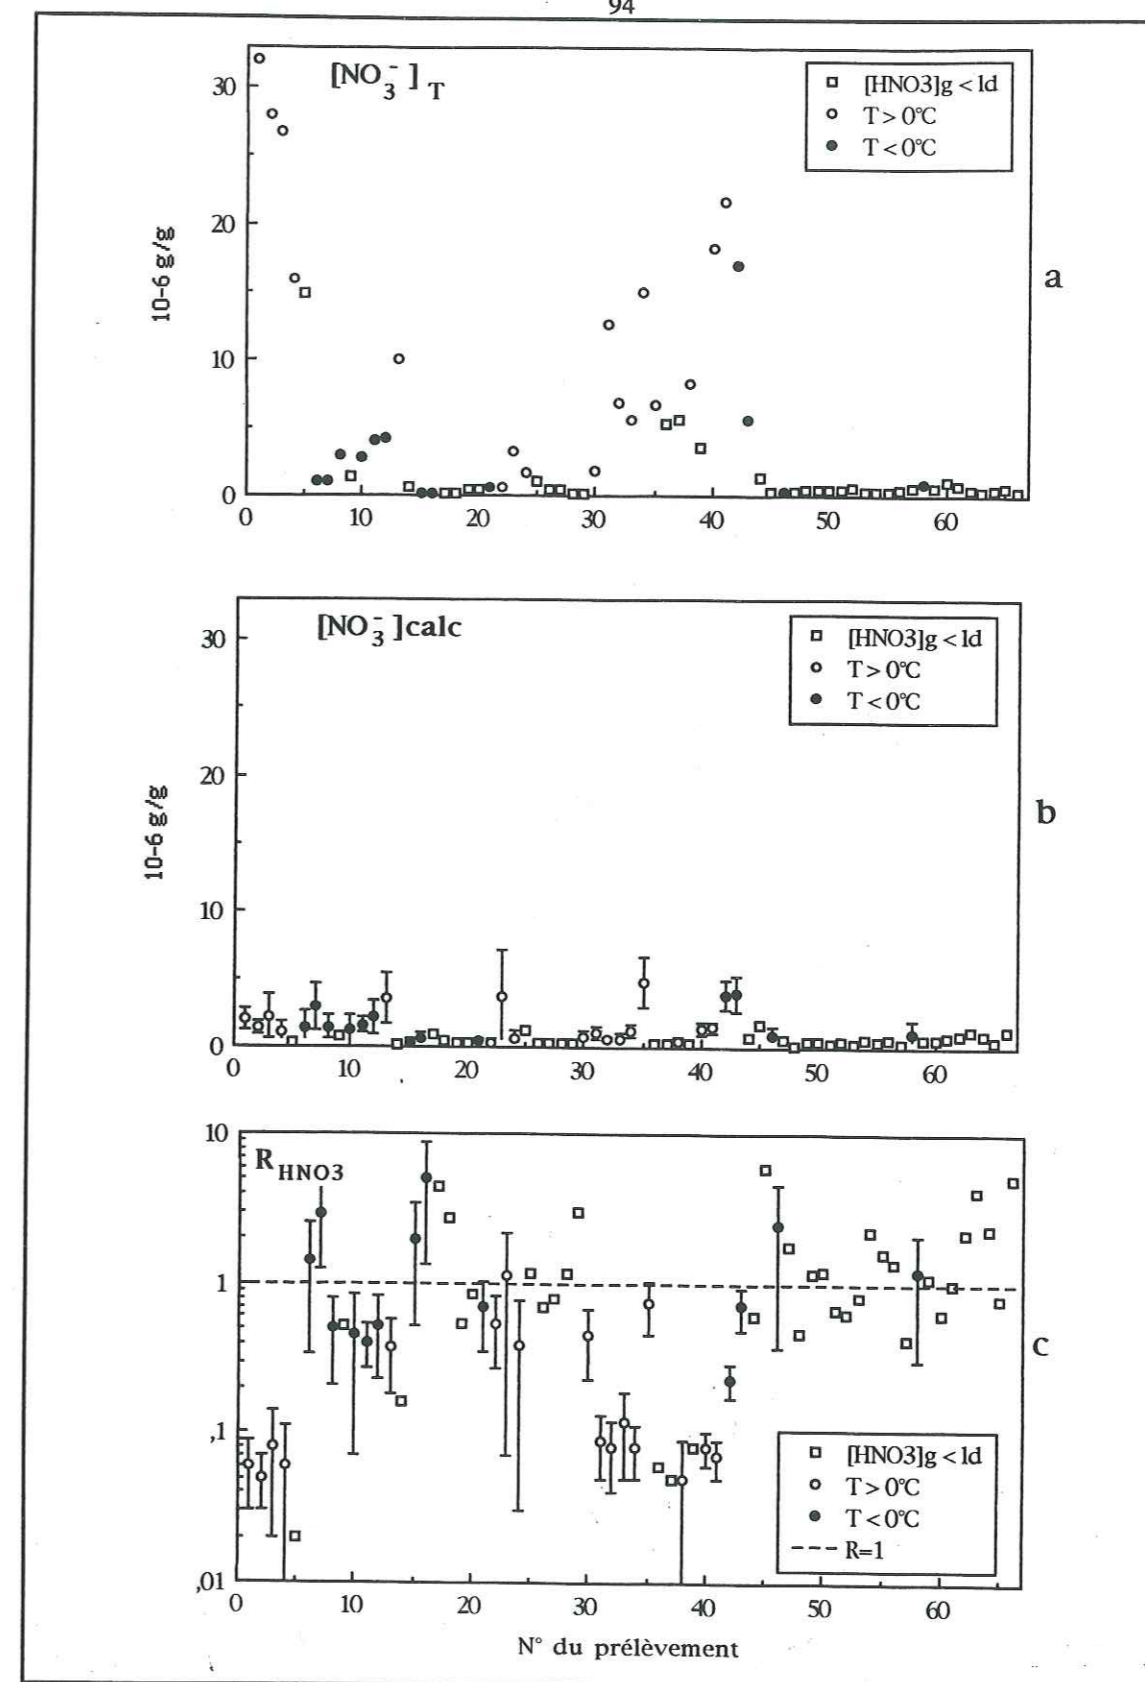 94
[NO3-]T
□ [HNO3]g < ld
○ T > 0°C
● T < 0°C
30
20
10
0
10-6 g/g
a
0 10 20 30 40 50 60
[NO3-]calc
□ [HNO3]g < ld
○ T > 0°C
● T < 0°C
30
20
10
0
10-6 g/g
b
0 10 20 30 40 50 60
RHNO3
10
1
,1
,01
c
□ [HNO3]g < ld
○ T > 0°C
● T < 0°C
---- R=1
0 10 20 30 40 50 60
N° du prélèvement